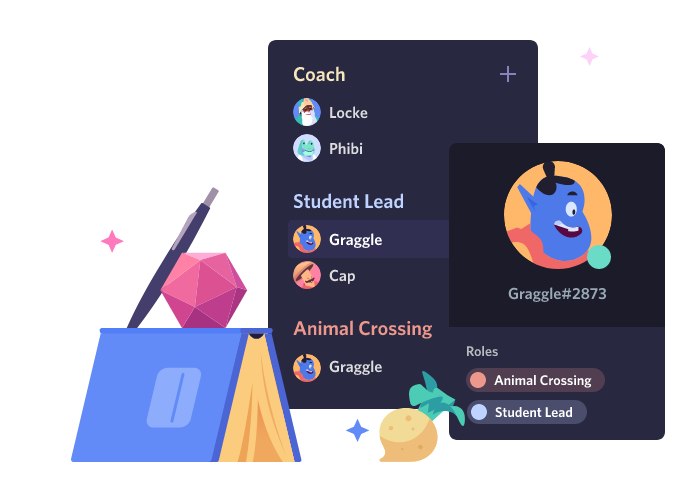 Coach
Locke
Phibi
Student Lead
Graggle
Cap
Animal Crossing
Graggle
Graggle#2873
Roles
Animal Crossing
Student Lead